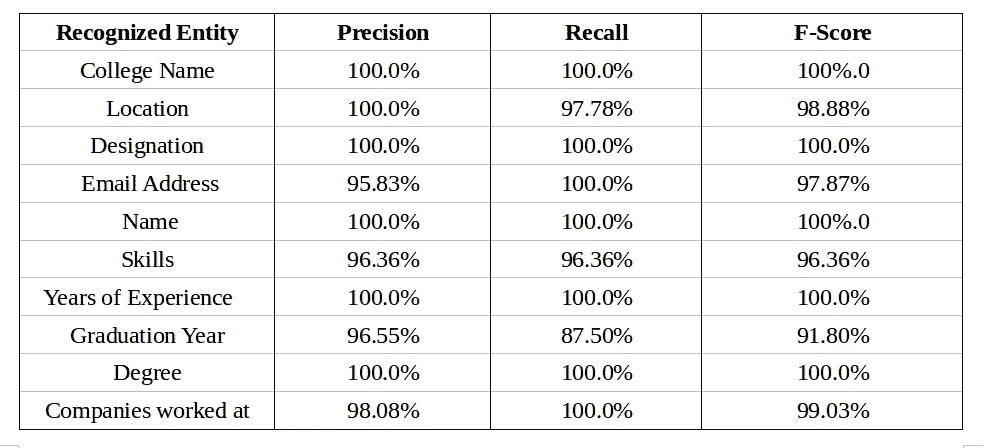 Recognized Entity Precision Recall F-Score
College Name 100.0% 100.0% 100%.0
Location 100.0% 97.78% 98.88%
Designation 100.0% 100.0% 100.0%
Email Address 95.83% 100.0% 97.87%
Name 100.0% 100.0% 100%.0
Skills 96.36% 96.36% 96.36%
Years of Experience 100.0% 100.0% 100.0%
Graduation Year 96.55% 87.50% 91.80%
Degree 100.0% 100.0% 100.0%
Companies worked at 98.08% 100.0% 99.03%